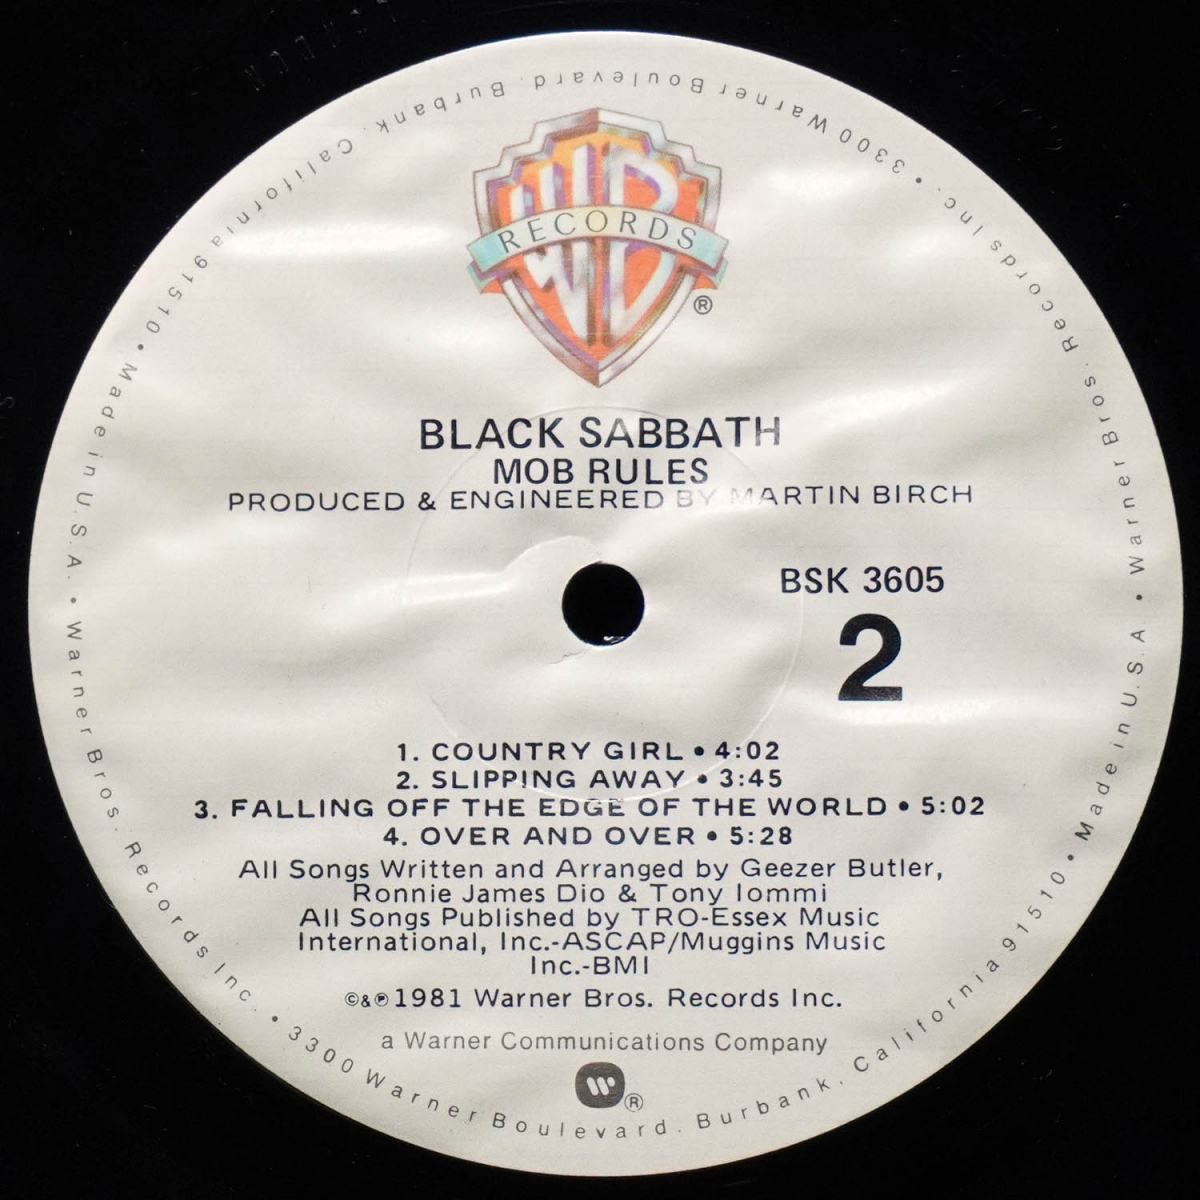 WB
RECORDS
®
BLACK SABBATH
MOB RULES
PRODUCED & ENGINEERED BY MARTIN BIRCH
BSK 3605
2
1. COUNTRY GIRL • 4:02
2. SLIPPING AWAY • 3:45
3. FALLING OFF THE EDGE OF THE WORLD • 5:02
4. OVER AND OVER • 5:28
All Songs Written and Arranged by Geezer Butler,
Ronnie James Dio & Tony Iommi
All Songs Published by TRO-Essex Music
International, Inc.-ASCAP/Muggins Music
Inc.-BMI
©&℗1981 Warner Bros. Records Inc.
a Warner Communications Company
W ®
Warner Bros. Records Inc. • 3300 Warner Boulevard. Burbank. California 91510 • Made in U.S.A. •
Warner Bros. Records Inc. • 3300 Warner Boulevard. Burbank. California 91510 • Made in U.S.A •